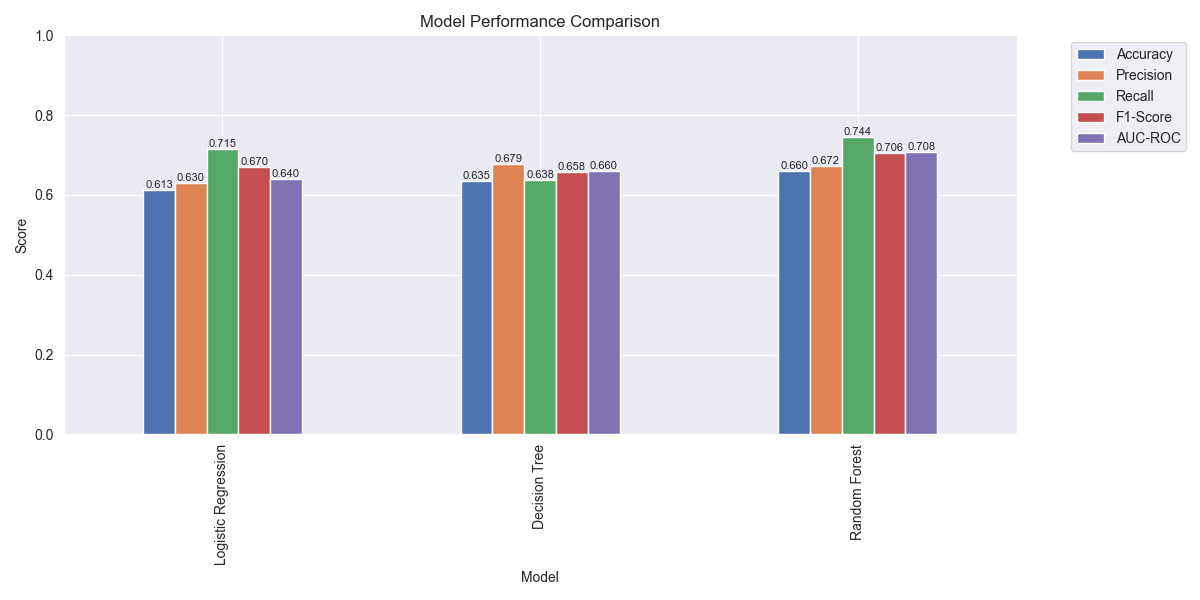 Model Performance Comparison
1.0
0.8
0.6
0.4
0.2
0.0
Score
0.613
0.630
0.715
0.670
0.640
0.635
0.679
0.638
0.658
0.660
0.660
0.672
0.744
0.706
0.708
Logistic Regression
Decision Tree
Random Forest
Model
Accuracy
Precision
Recall
F1-Score
AUC-ROC